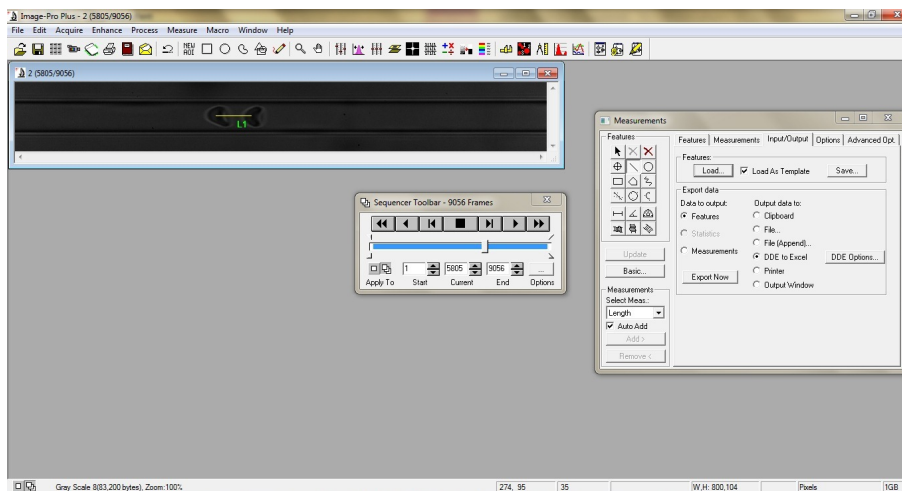 Image-Pro Plus - 2 (5805/9056)
File Edit Acquire Enhance Process Measure Macro Window Help
NEW AOI
2 (5805/9056)
L1
Sequencer Toolbar - 9056 Frames
1 5805 9056 ...
Apply To Start Current End Options
Measurements
Features
Update
Basic...
Measurements
Select Meas.:
Length
Auto Add
Add >
Remove <
Features Measurements Input/Output Options Advanced Opt.
Features:
Load... Load As Template Save...
Export data
Data to output: Output data to:
Features Clipboard
Statistics File...
File (Append)...
Measurements DDE to Excel DDE Options...
Export Now Printer
Output Window
Gray Scale 8(83,200 bytes), Zoom:100% 274, 95 35 W,H: 800,104 Pixels 1GB